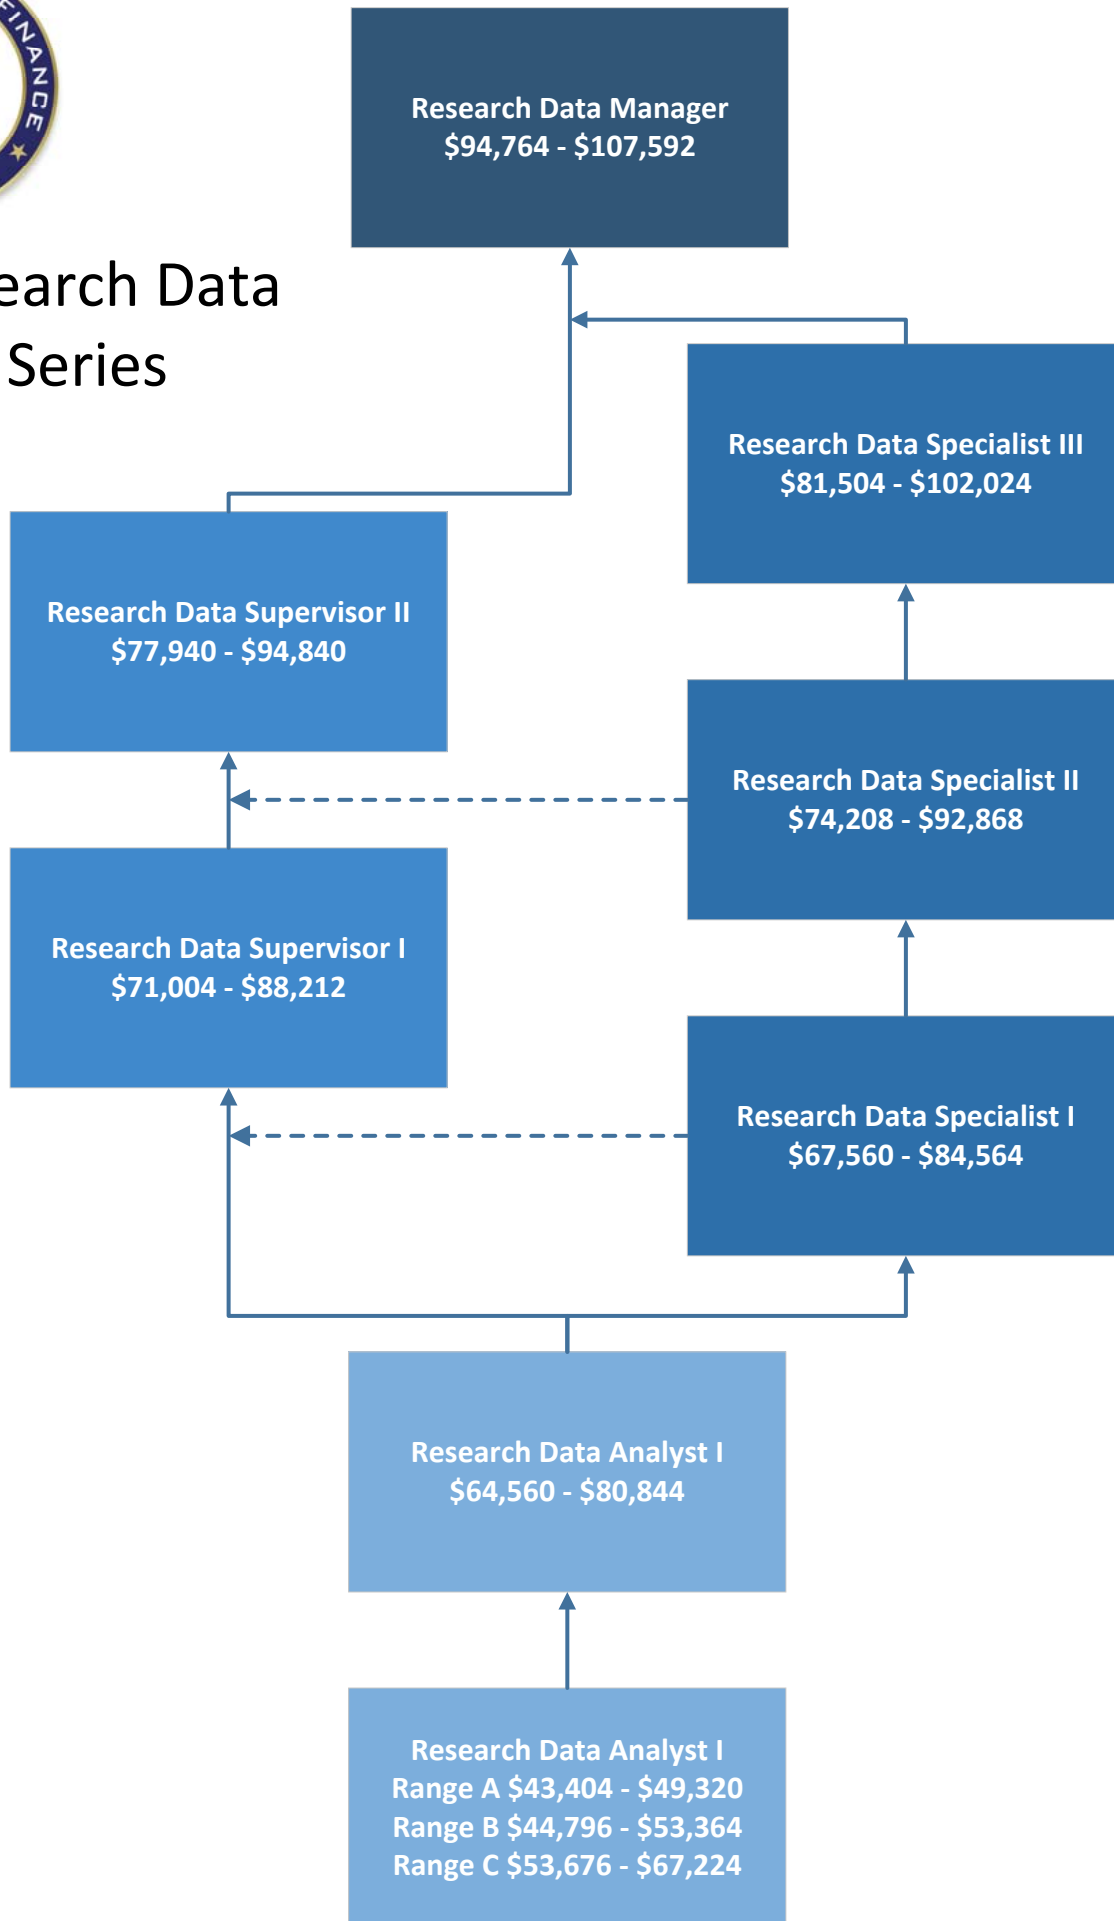 FINANCE
Research Data Manager
$94,764 - $107,592
earch Data
Series
Research Data Specialist III
$81,504 - $102,024
Research Data Supervisor II
$77,940 - $94,840
Research Data Specialist II
$74,208 - $92,868
Research Data Supervisor I
$71,004 - $88,212
Research Data Specialist I
$67,560 - $84,564
Research Data Analyst I
$64,560 - $80,844
Research Data Analyst I
Range A $43,404 - $49,320
Range B $44,796 - $53,364
Range C $53,676 - $67,224